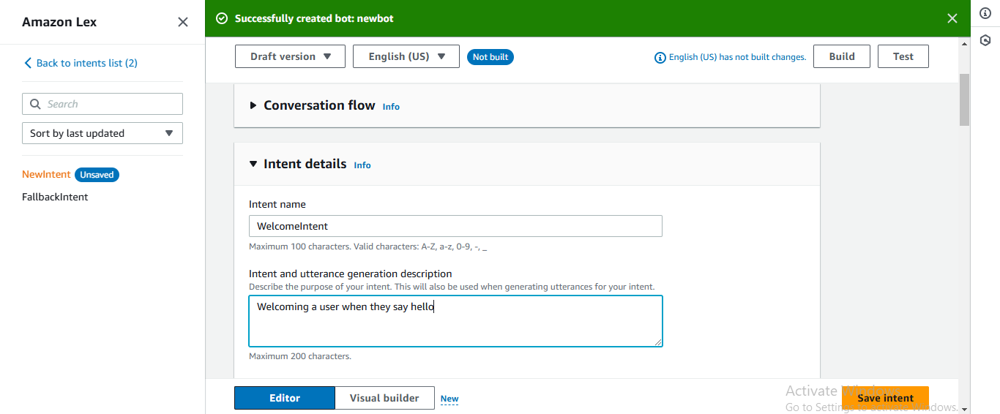 Amazon Lex
Successfully created bot: newbot
Back to intents list (2)
Search
Sort by last updated
NewIntent Unsaved
FallbackIntent
Draft version English (US) Not built English (US) has not built changes. Build Test
Conversation flow Info
Intent details Info
Intent name
WelcomeIntent
Maximum 100 characters. Valid characters: A-Z, a-z, 0-9, -, _
Intent and utterance generation description
Describe the purpose of your intent. This will also be used when generating utterances for your intent.
Welcoming a user when they say hello
Maximum 200 characters.
Editor Visual builder New
Save intent
Activate Windows
Go to Settings to activate Windows.